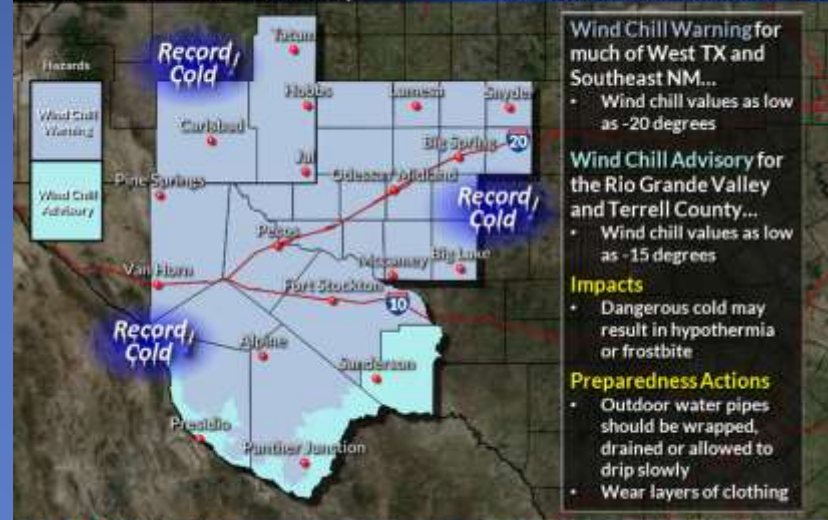 Hazards
Wind Chill
Warning
Wind Chill
Advisory
Record
Cold
Tatum
Hobbs
Lamesa
Snyder
Carlsbad
Jal
Big Spring
20
Odessa Midland
Pine Springs
Record
Cold
Pecos
Mccamey
Big Lake
Van Horn
Fort Stockton
10
Record
Cold
Alpine
Sanderson
Presidio
Panther Junction
Wind Chill Warning for
much of West TX and
Southeast NM...
• Wind chill values as low
as -20 degrees
Wind Chill Advisory for
the Rio Grande Valley
and Terrell County...
• Wind chill values as low
as -15 degrees
Impacts
• Dangerous cold may
result in hypothermia
or frostbite
Preparedness Actions
• Outdoor water pipes
should be wrapped,
drained or allowed to
drip slowly
• Wear layers of clothing